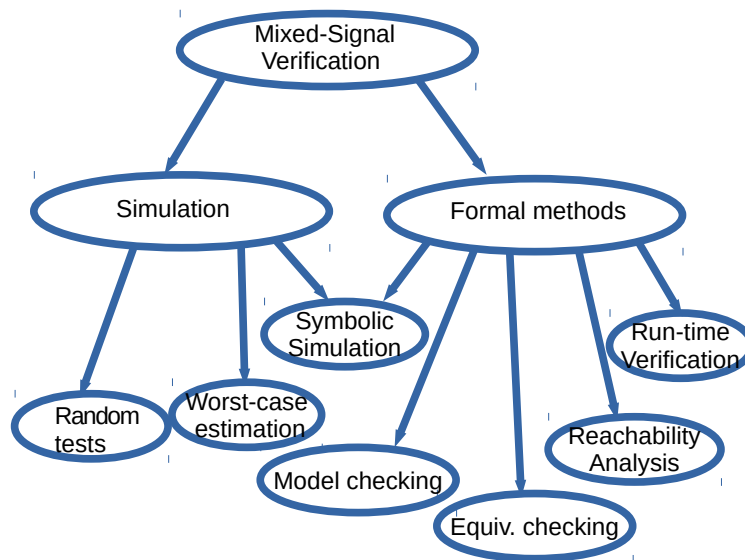 Mixed-Signal
Verification
Simulation
Formal methods
Symbolic
Simulation
Run-time
Verification
Random
tests
Worst-case
estimation
Model checking
Reachability
Analysis
Equiv. checking